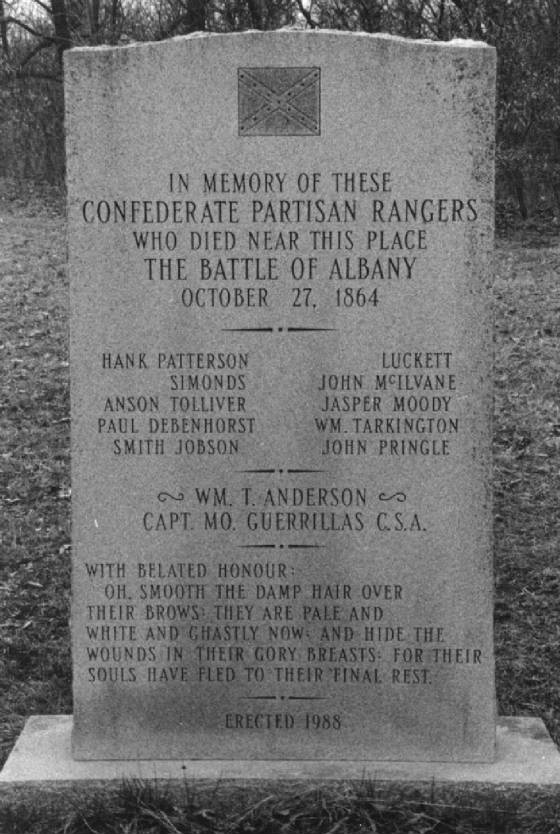 IN MEMORY OF THESE
CONFEDERATE PARTISAN RANGERS
WHO DIED NEAR THIS PLACE
THE BATTLE OF ALBANY
OCTOBER 27, 1864
HANK PATTERSON LUCKETT
SIMONDS JOHN McILVANE
ANSON TOLLIVER JASPER MOODY
PAUL DEBENHORST WM. TARKINGTON
SMITH JOBSON JOHN PRINGLE
WM. T. ANDERSON
CAPT. MO. GUERRILLAS C.S.A.
WITH BELATED HONOUR:
OH, SMOOTH THE DAMP HAIR OVER
THEIR BROWS: THEY ARE PALE AND
WHITE AND GHASTLY NOW: AND HIDE THE
WOUNDS IN THEIR GORY BREASTS: FOR THEIR
SOULS HAVE FLED TO THEIR FINAL REST.
ERECTED 1988